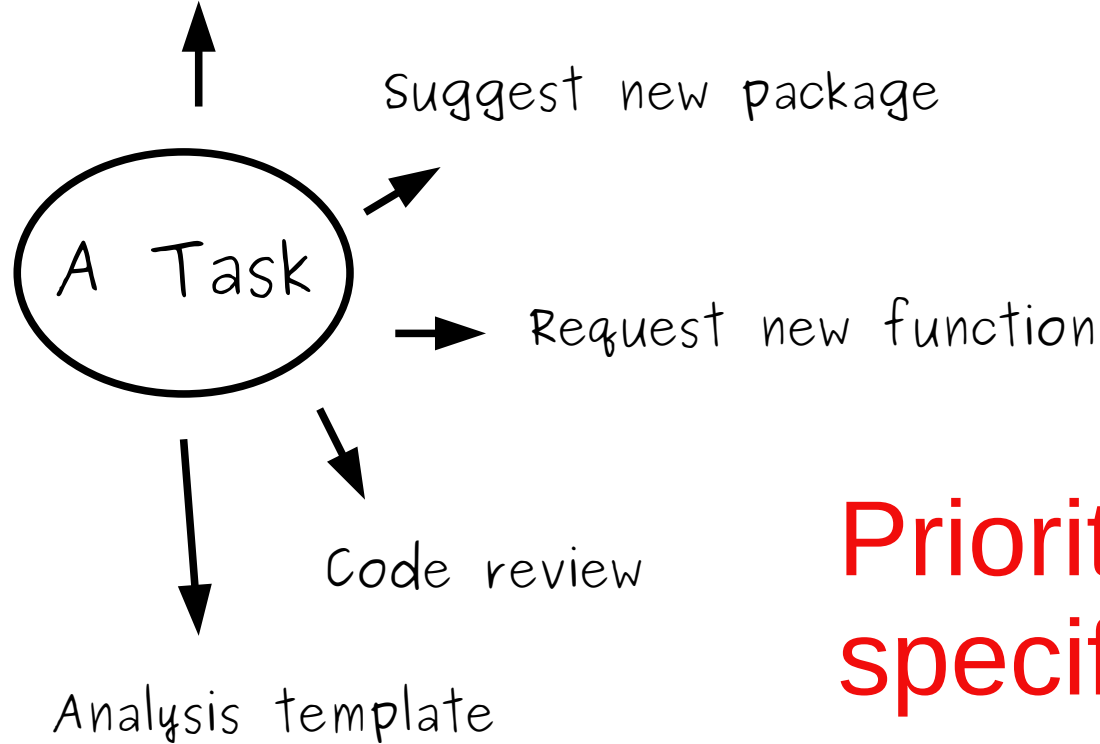 Suggest new package
A Task
Request new function
Code review
Analysis template